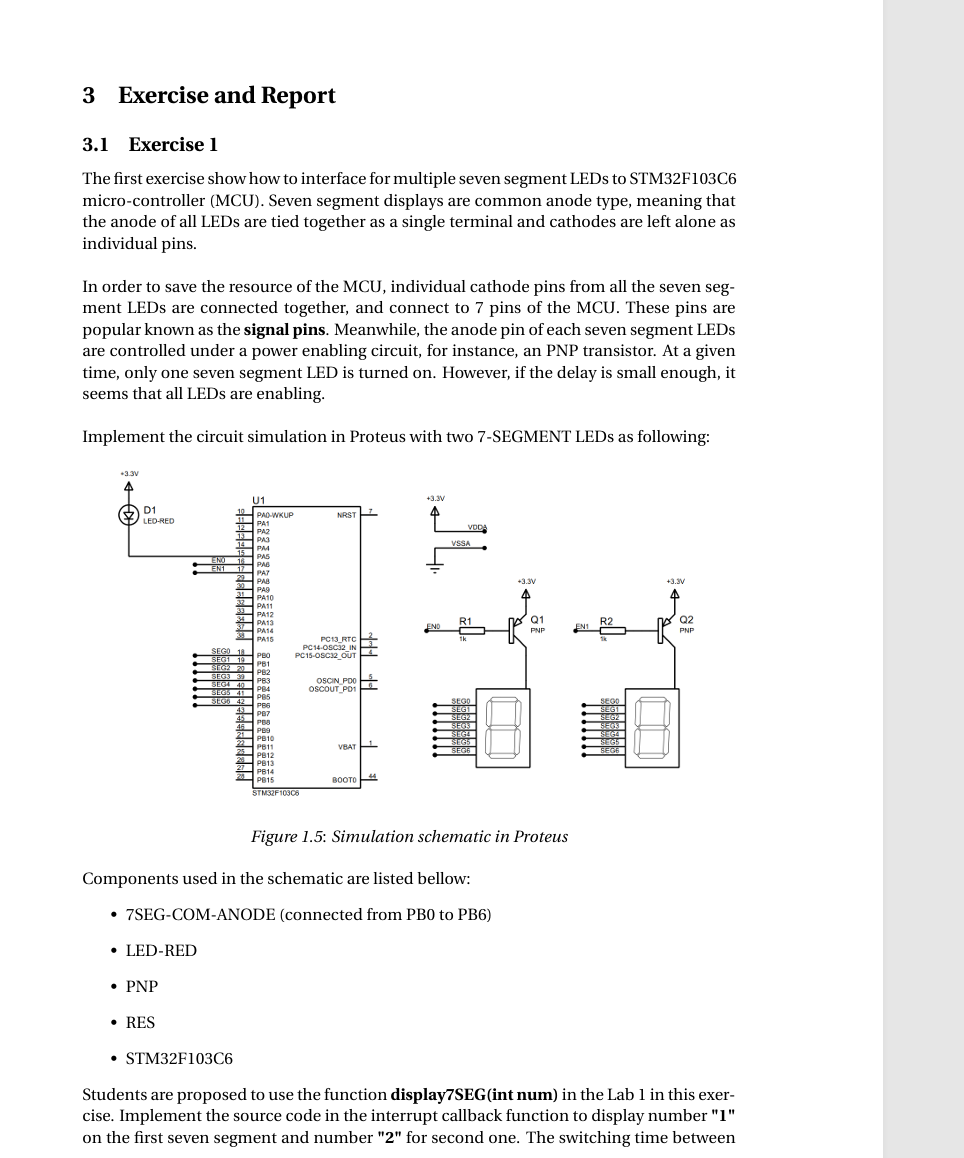 3 Exercise and Report
3.1 Exercise 1
The first exercise show how to interface for multiple seven segment LEDs to STM32F103C6
micro-controller (MCU). Seven segment displays are common anode type, meaning that
the anode of all LEDs are tied together as a single terminal and cathodes are left alone as
individual pins.
In order to save the resource of the MCU, individual cathode pins from all the seven seg-
ment LEDs are connected together, and connect to 7 pins of the MCU. These pins are
popular known as the signal pins. Meanwhile, the anode pin of each seven segment LEDs
are controlled under a power enabling circuit, for instance, an PNP transistor. At a given
time, only one seven segment LED is turned on. However, if the delay is small enough, it
seems that all LEDs are enabling.
Implement the circuit simulation in Proteus with two 7-SEGMENT LEDs as following:
+3.3V
D1
LED-RED
U1
10 PA0-WKUP NRST 7
11 PA1
12 PA2
13 PA3
14 PA4
15 PA5
EN0 16 PA6
EN1 17 PA7
29 PA8
30 PA9
31 PA10
32 PA11
33 PA12
34 PA13
37 PA14
38 PA15 PC13_RTC 2
PC14-OSC32_IN 3
SEG0 18 PB0 PC15-OSC32_OUT 4
SEG1 19 PB1
SEG2 20 PB2
SEG3 39 PB3 OSCIN_PD0 5
SEG4 40 PB4 OSCOUT_PD1 6
SEG5 41 PB5
SEG6 42 PB6
43 PB7
45 PB8
46 PB9
21 PB10
22 PB11 VBAT 1
25 PB12
26 PB13
27 PB14
28 PB15 BOOT0 44
STM32F103C6
+3.3V
VDDA
VSSA
+3.3V
EN0 R1 Q1
1k PNP
SEG0
SEG1
SEG2
SEG3
SEG4
SEG5
SEG6
+3.3V
EN1 R2 Q2
1k PNP
SEG0
SEG1
SEG2
SEG3
SEG4
SEG5
SEG6
Figure 1.5: Simulation schematic in Proteus
Components used in the schematic are listed bellow:
• 7SEG-COM-ANODE (connected from PB0 to PB6)
• LED-RED
• PNP
• RES
• STM32F103C6
Students are proposed to use the function display7SEG(int num) in the Lab 1 in this exer-
cise. Implement the source code in the interrupt callback function to display number "1"
on the first seven segment and number "2" for second one. The switching time between